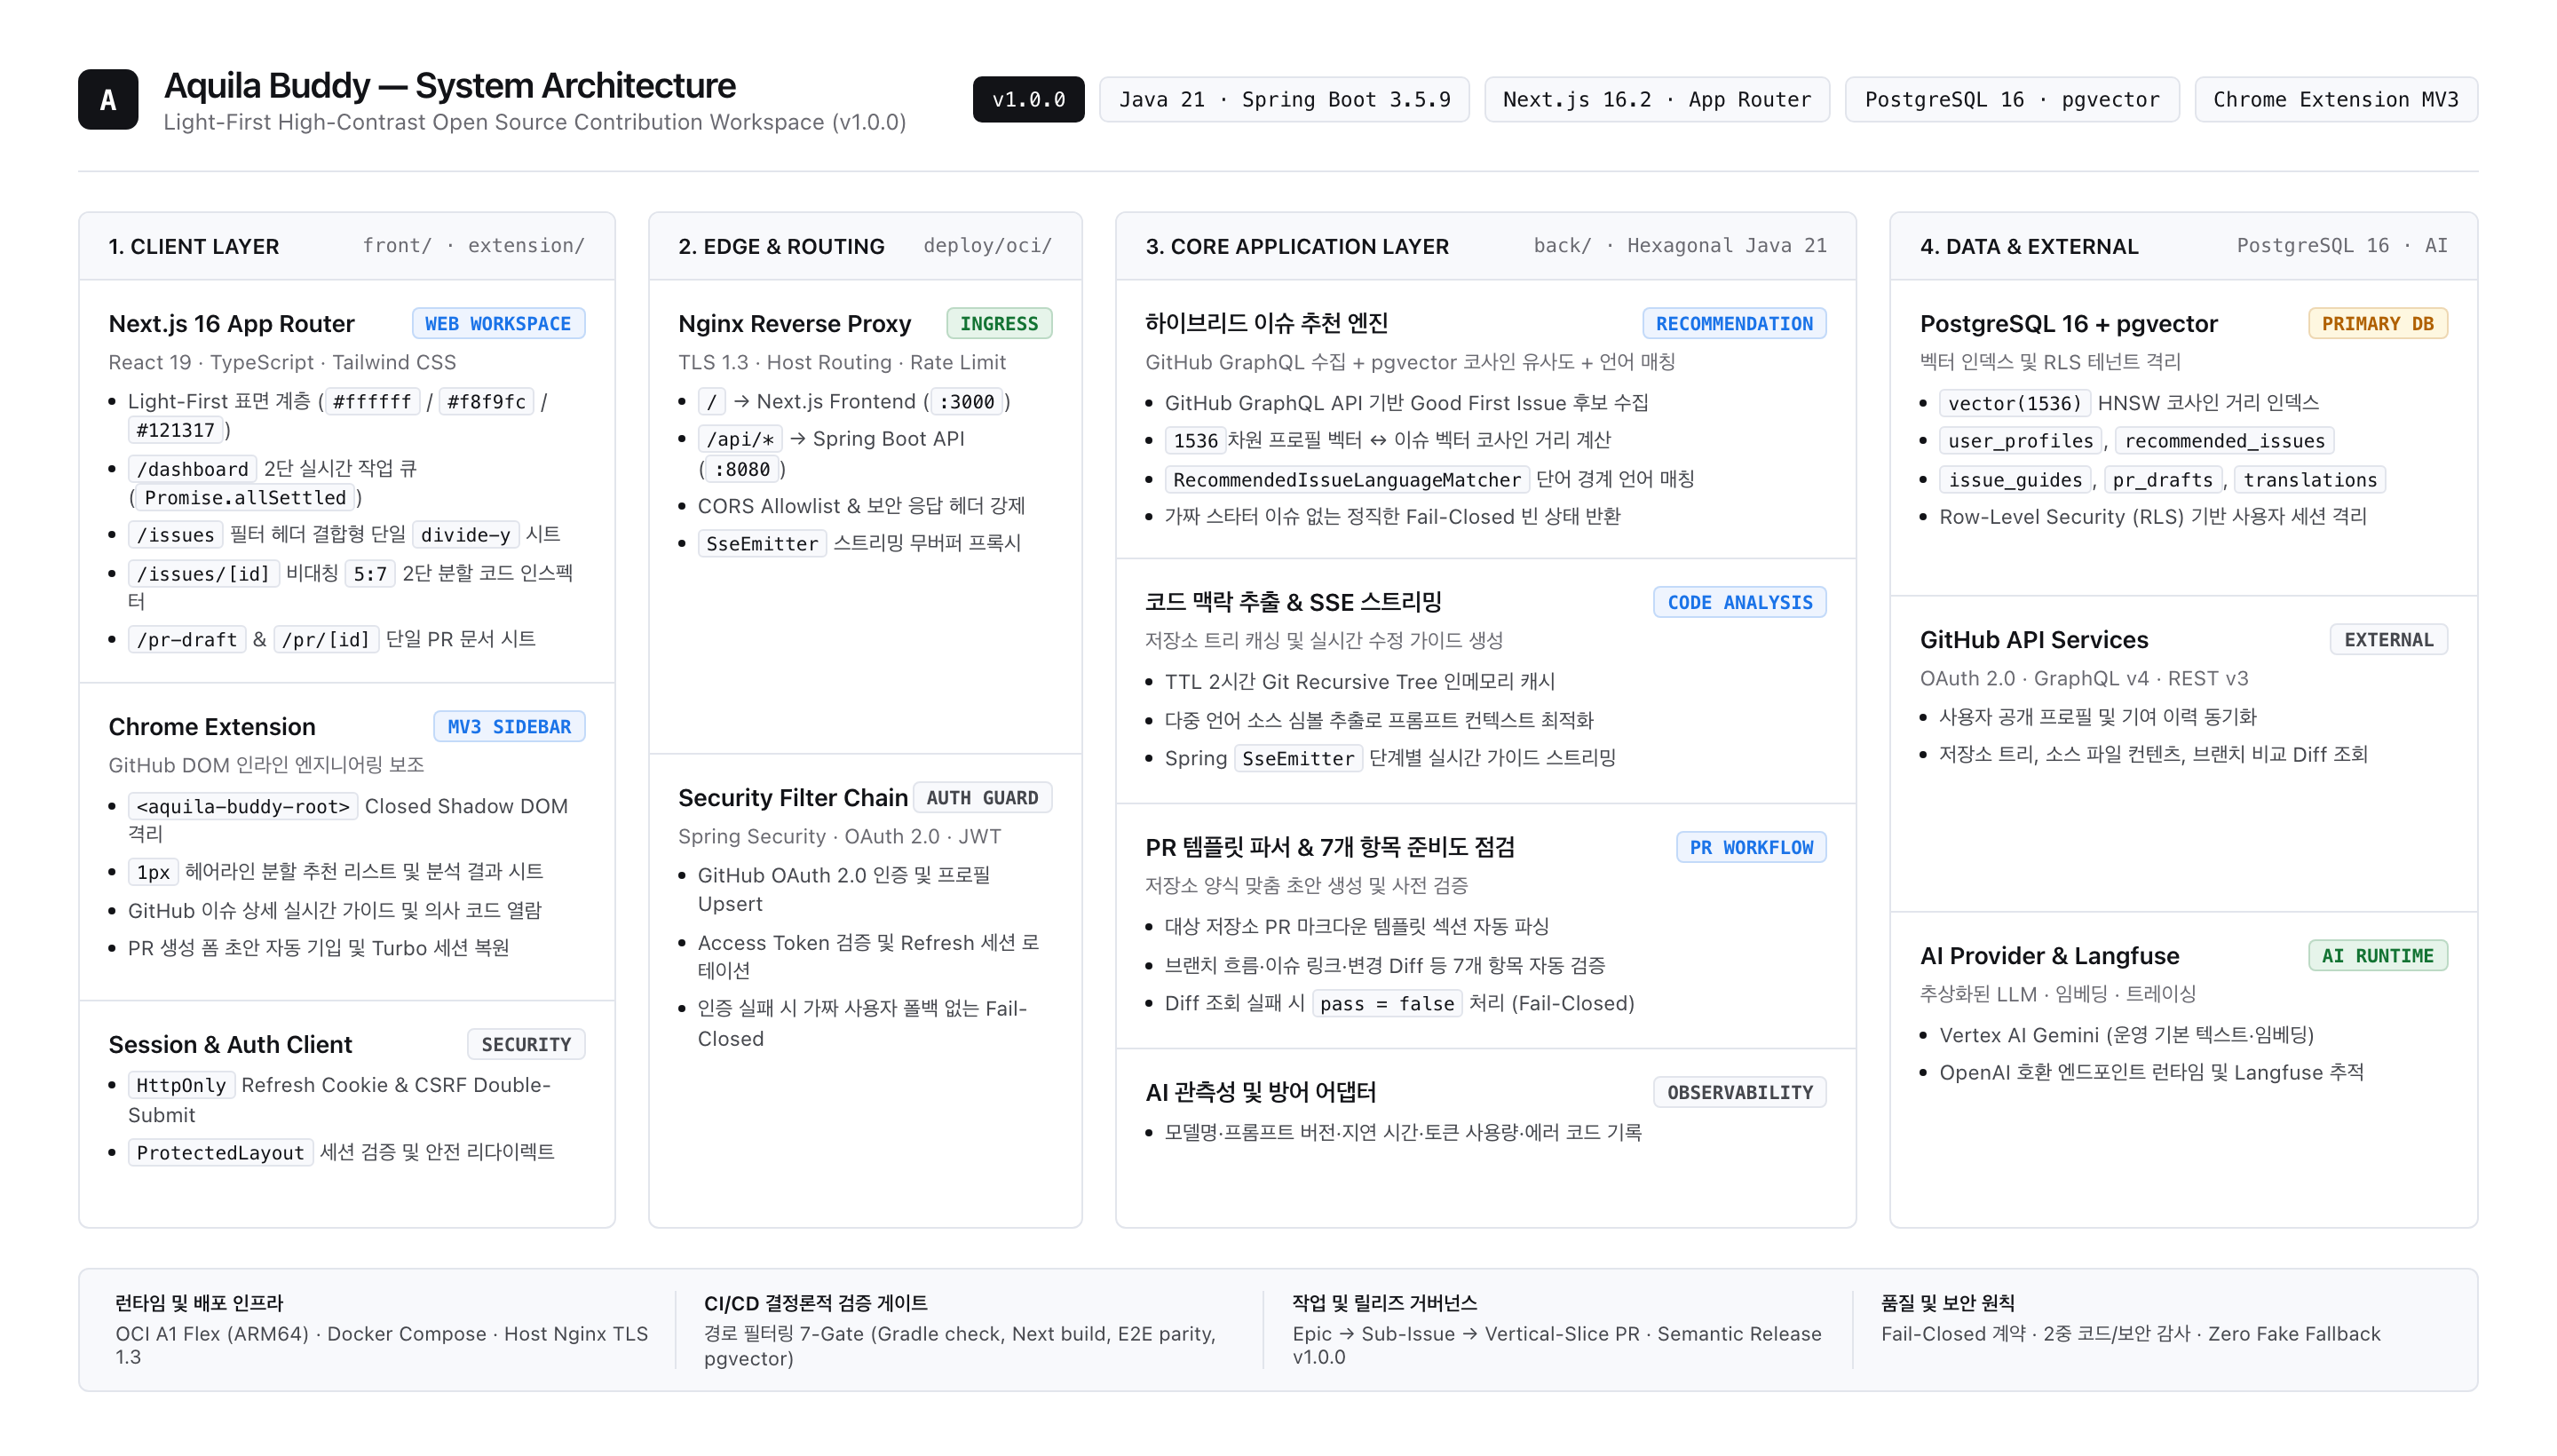 A
Aquila Buddy — System Architecture
Light-First High-Contrast Open Source Contribution Workspace (v1.0.0)
v1.0.0
Java 21 · Spring Boot 3.5.9
Next.js 16.2 · App Router
PostgreSQL 16 · pgvector
Chrome Extension MV3
1. CLIENT LAYER
front/ · extension/
Next.js 16 App Router
WEB WORKSPACE
React 19 · TypeScript · Tailwind CSS
Light-First 표면 계층 (#ffffff / #f8f9fc /
#121317)
/dashboard 2단 실시간 작업 큐
(Promise.allSettled)
/issues 필터 헤더 결합형 단일 divide-y 시트
/issues/[id] 비대칭 5:7 2단 분할 코드 인스펙
터
/pr-draft & /pr/[id] 단일 PR 문서 시트
Chrome Extension
MV3 SIDEBAR
GitHub DOM 인라인 엔지니어링 보조
<aquila-buddy-root> Closed Shadow DOM
격리
1px 헤어라인 분할 추천 리스트 및 분석 결과 시트
GitHub 이슈 상세 실시간 가이드 및 의사 코드 열람
PR 생성 폼 초안 자동 기입 및 Turbo 세션 복원
Session & Auth Client
SECURITY
HttpOnly Refresh Cookie & CSRF Double-
Submit
ProtectedLayout 세션 검증 및 안전 리다이렉트
2. EDGE & ROUTING
deploy/oci/
Nginx Reverse Proxy
INGRESS
TLS 1.3 · Host Routing · Rate Limit
/ → Next.js Frontend (:3000)
/api/* → Spring Boot API
(:8080)
CORS Allowlist & 보안 응답 헤더 강제
SseEmitter 스트리밍 무버퍼 프록시
Security Filter Chain
AUTH GUARD
Spring Security · OAuth 2.0 · JWT
GitHub OAuth 2.0 인증 및 프로필
Upsert
Access Token 검증 및 Refresh 세션 로
테이션
인증 실패 시 가짜 사용자 폴백 없는 Fail-
Closed
3. CORE APPLICATION LAYER
back/ · Hexagonal Java 21
하이브리드 이슈 추천 엔진
RECOMMENDATION
GitHub GraphQL 수집 + pgvector 코사인 유사도 + 언어 매칭
GitHub GraphQL API 기반 Good First Issue 후보 수집
1536차원 프로필 벡터 ↔ 이슈 벡터 코사인 거리 계산
RecommendedIssueLanguageMatcher 단어 경계 언어 매칭
가짜 스타터 이슈 없는 정직한 Fail-Closed 빈 상태 반환
코드 맥락 추출 & SSE 스트리밍
CODE ANALYSIS
저장소 트리 캐싱 및 실시간 수정 가이드 생성
TTL 2시간 Git Recursive Tree 인메모리 캐시
다중 언어 소스 심볼 추출로 프롬프트 컨텍스트 최적화
Spring SseEmitter 단계별 실시간 가이드 스트리밍
PR 템플릿 파서 & 7개 항목 준비도 점검
PR WORKFLOW
저장소 양식 맞춤 초안 생성 및 사전 검증
대상 저장소 PR 마크다운 템플릿 섹션 자동 파싱
브랜치 흐름·이슈 링크·변경 Diff 등 7개 항목 자동 검증
Diff 조회 실패 시 pass = false 처리 (Fail-Closed)
AI 관측성 및 방어 어댑터
OBSERVABILITY
모델명·프롬프트 버전·지연 시간·토큰 사용량·에러 코드 기록
4. DATA & EXTERNAL
PostgreSQL 16 · AI
PostgreSQL 16 + pgvector
PRIMARY DB
벡터 인덱스 및 RLS 테넌트 격리
vector(1536) HNSW 코사인 거리 인덱스
user_profiles, recommended_issues
issue_guides, pr_drafts, translations
Row-Level Security (RLS) 기반 사용자 세션 격리
GitHub API Services
EXTERNAL
OAuth 2.0 · GraphQL v4 · REST v3
사용자 공개 프로필 및 기여 이력 동기화
저장소 트리, 소스 파일 컨텐츠, 브랜치 비교 Diff 조회
AI Provider & Langfuse
AI RUNTIME
추상화된 LLM · 임베딩 · 트레이싱
Vertex AI Gemini (운영 기본 텍스트·임베딩)
OpenAI 호환 엔드포인트 런타임 및 Langfuse 추적
런타임 및 배포 인프라
OCI A1 Flex (ARM64) · Docker Compose · Host Nginx TLS
1.3
CI/CD 결정론적 검증 게이트
경로 필터링 7-Gate (Gradle check, Next build, E2E parity,
pgvector)
작업 및 릴리즈 거버넌스
Epic → Sub-Issue → Vertical-Slice PR · Semantic Release
v1.0.0
품질 및 보안 원칙
Fail-Closed 계약 · 2중 코드/보안 감사 · Zero Fake Fallback